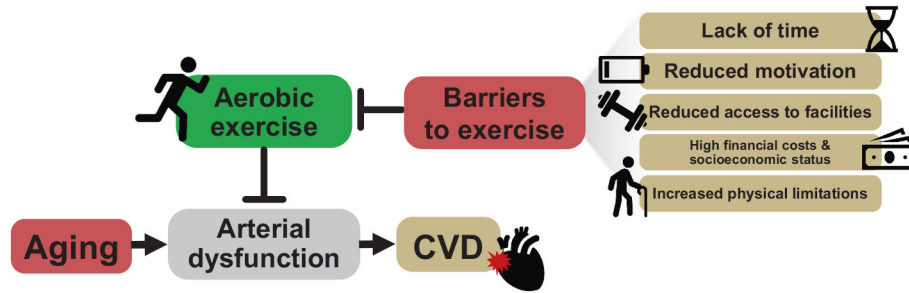 Lack of time
Reduced motivation
Reduced access to facilities
High financial costs &
socioeconomic status
Increased physical limitations
Aerobic
exercise
Barriers
to exercise
Aging
Arterial
dysfunction
CVD